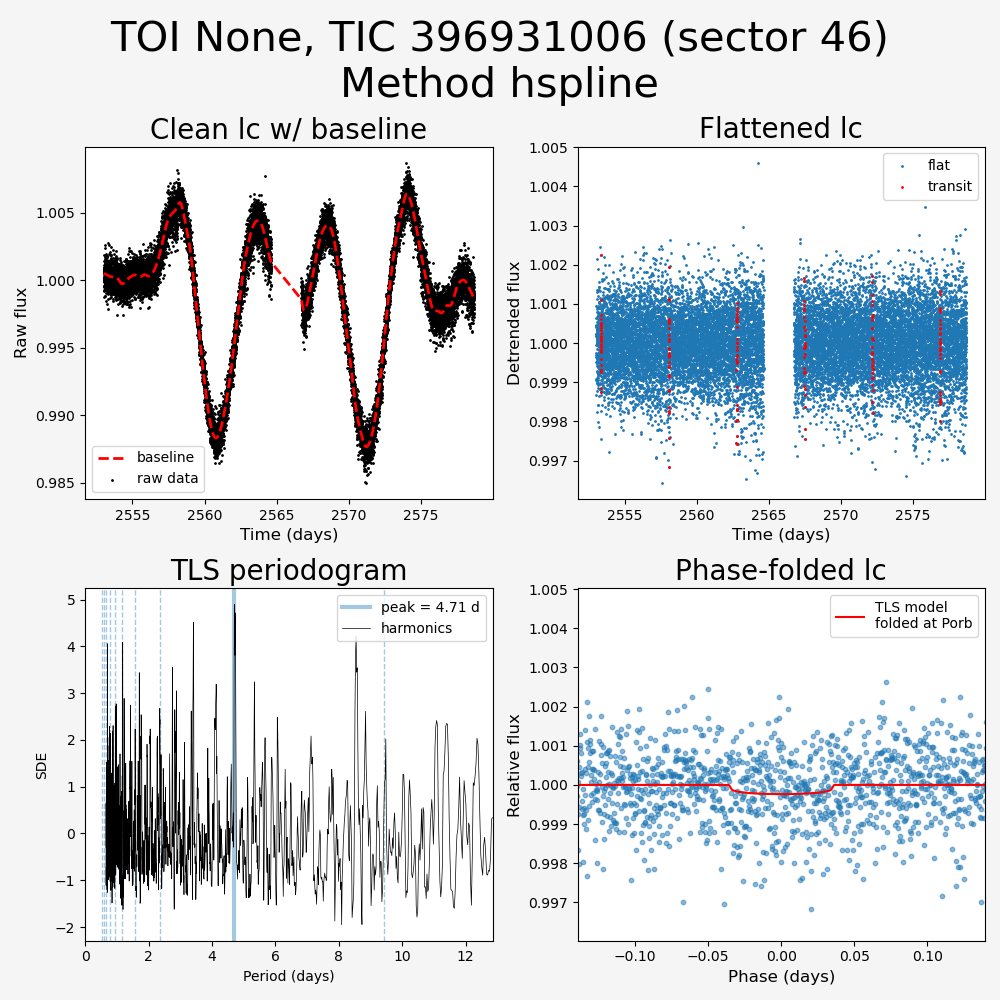 TOI None, TIC 396931006 (sector 46)
Method hspline
Clean lc w/ baseline
Raw flux
1.005
1.000
0.995
0.990
0.985
baseline
raw data
2555
2560
2565
2570
2575
Time (days)
Flattened lc
Detrended flux
1.005
1.004
1.003
1.002
1.001
1.000
0.999
0.998
0.997
flat
transit
2555
2560
2565
2570
2575
Time (days)
TLS periodogram
SDE
5
4
3
2
1
0
−1
−2
peak = 4.71 d
harmonics
0
2
4
6
8
10
12
Period (days)
Phase-folded lc
Relative flux
1.005
1.004
1.003
1.002
1.001
1.000
0.999
0.998
0.997
TLS model
folded at Porb
−0.10
−0.05
0.00
0.05
0.10
Phase (days)